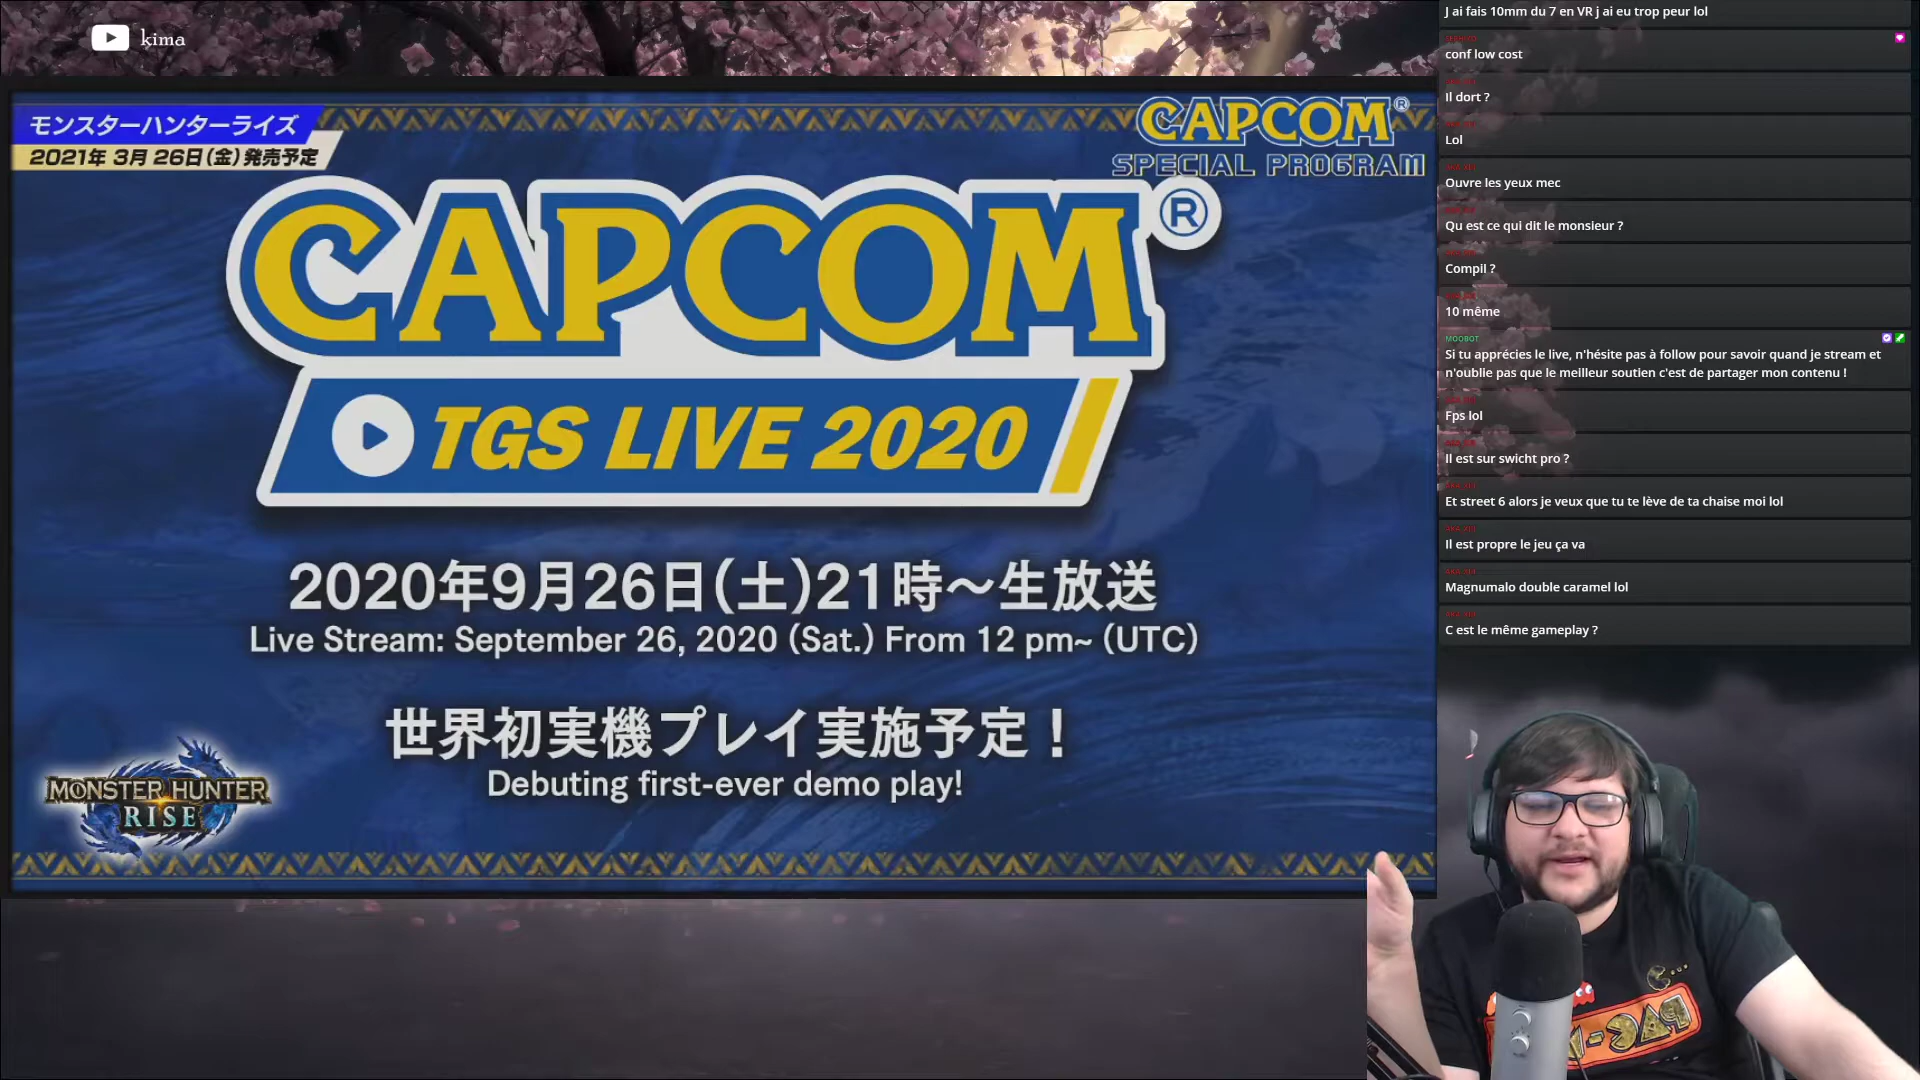 kima
モンスターハンターライズ
2021年 3月 26日(金)発売予定
CAPCOM®
SPECIAL PROGRAM
CAPCOM®
TGS LIVE 2020
2020年9月26日(土)21時～生放送
Live Stream: September 26, 2020 (Sat.) From 12 pm~ (UTC)
世界初実機プレイ実施予定！
Debuting first-ever demo play!
MONSTER HUNTER
RISE
J ai fais 10mm du 7 en VR j ai eu trop peur lol
conf low cost
Il dort ?
Lol
Ouvre les yeux mec
Qu est ce qui dit le monsieur ?
Compil ?
10 même
MOOBOT
Si tu apprécies le live, n'hésite pas à follow pour savoir quand je stream et
n'oublie pas que le meilleur soutien c'est de partager mon contenu !
Fps lol
Il est sur swicht pro ?
Et street 6 alors je veux que tu te lève de ta chaise moi lol
Il est propre le jeu ça va
Magnumalo double caramel lol
C est le même gameplay ?